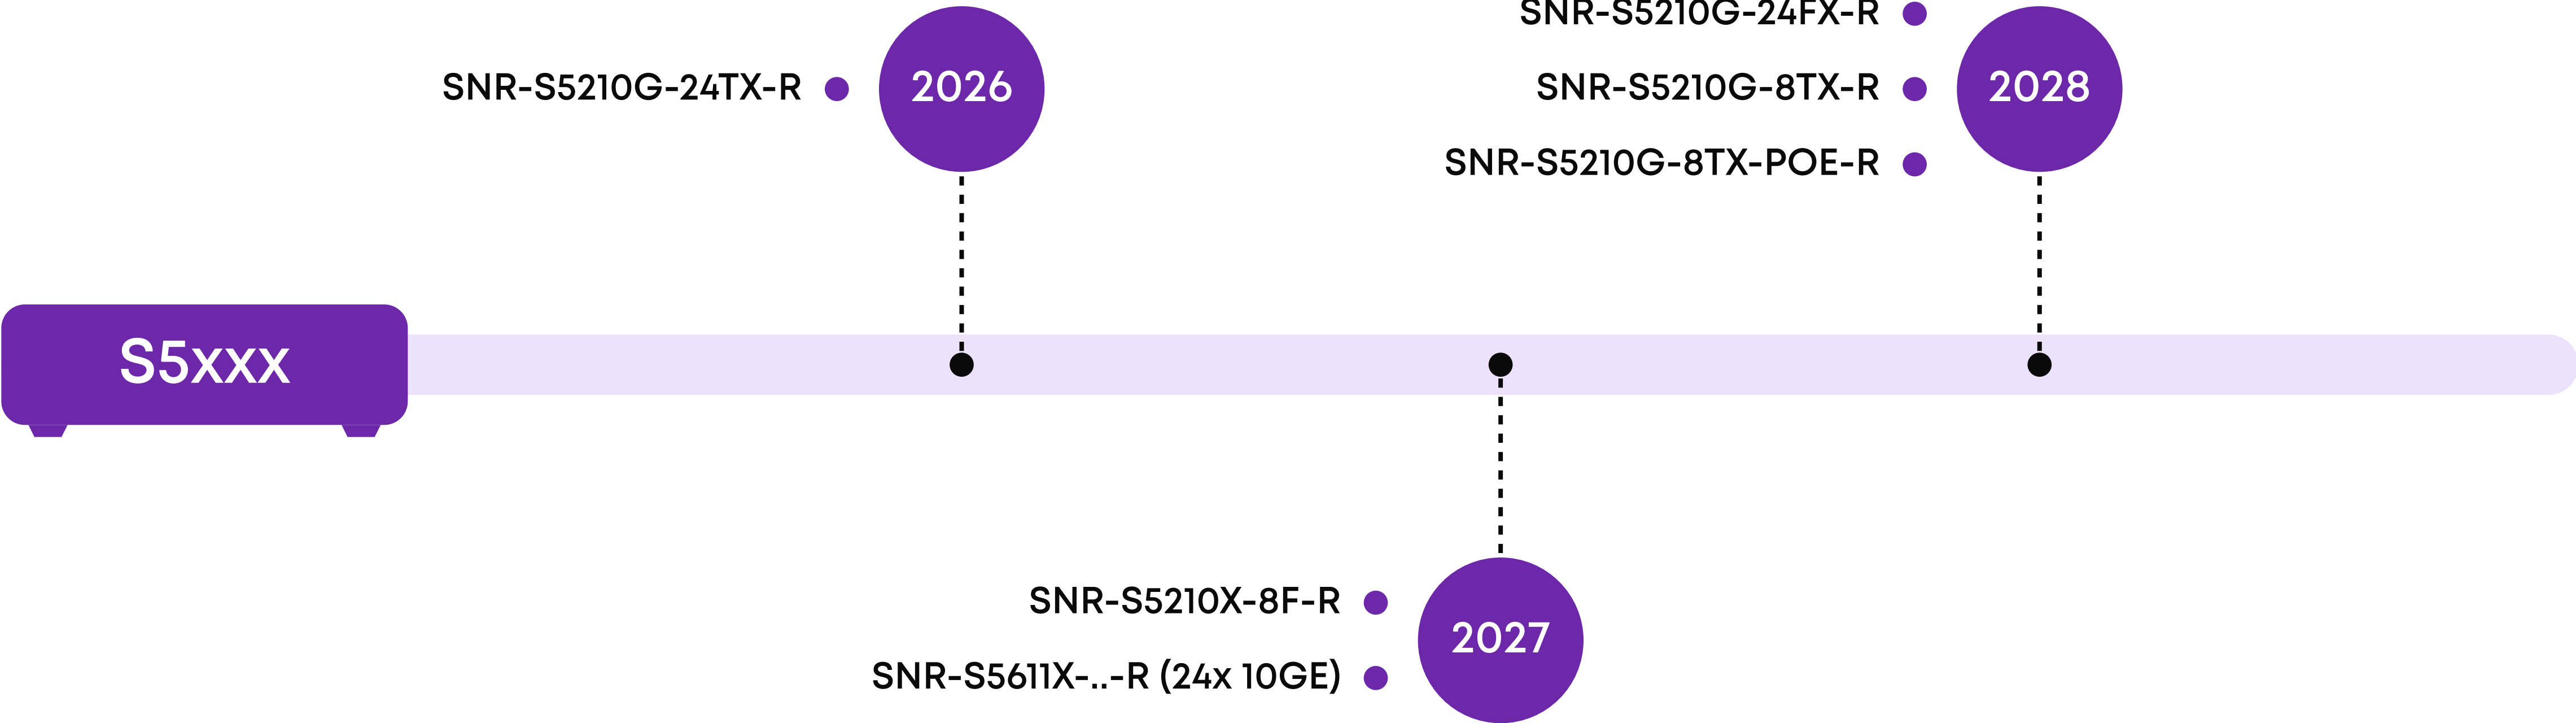 SNR-S5210G-24FX-R
SNR-S5210G-24TX-R
2026
SNR-S5210G-8TX-R
2028
SNR-S5210G-8TX-POE-R
S5xxx
SNR-S5210X-8F-R
2027
SNR-S5611X-..-R (24x 10GE)